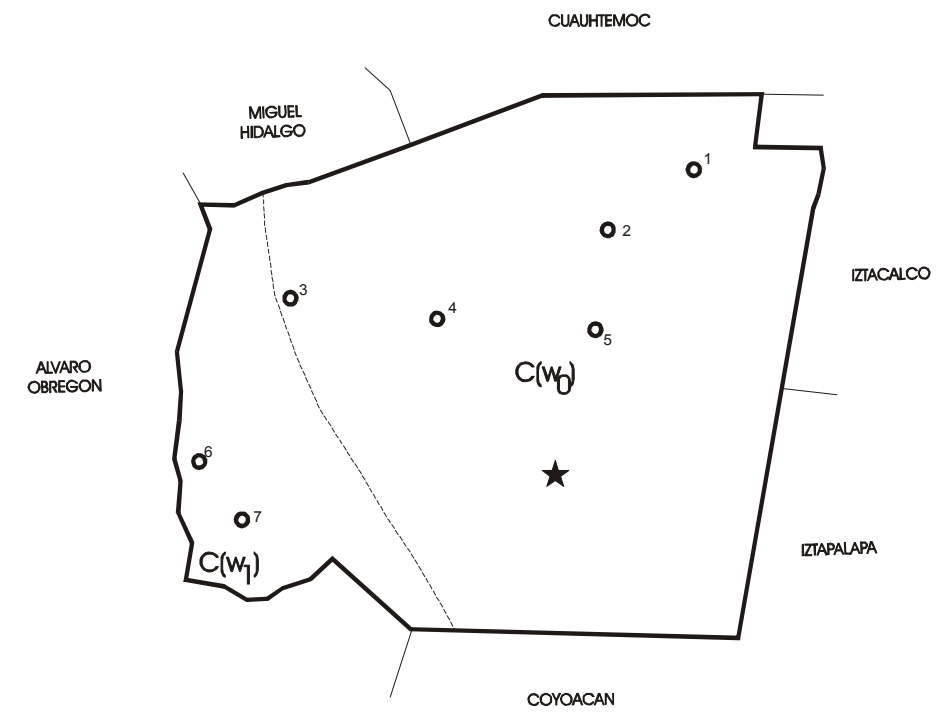 CUAUHTEMOC
MIGUEL
HIDALGO
1
2
IZTACALCO
3
4
5
ALVARO
OBREGON
C(w0)
6
7
IZTAPALAPA
C(w1)
COYOACAN